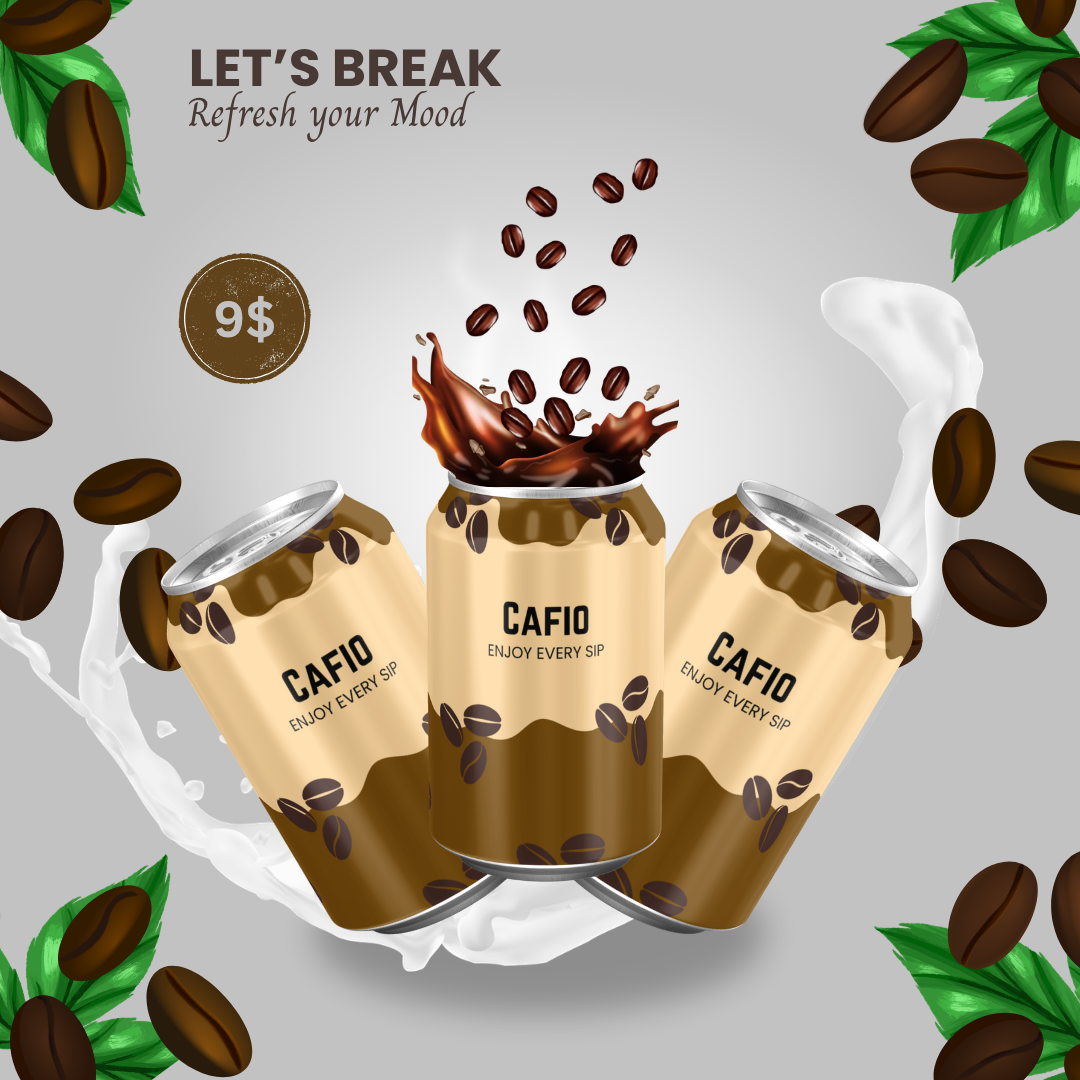 LET'S BREAK
Refresh your Mood
9$
CAFIO
ENJOY EVERY SIP
CAFIO
ENJOY EVERY SIP
CAFIO
ENJOY EVERY SIP